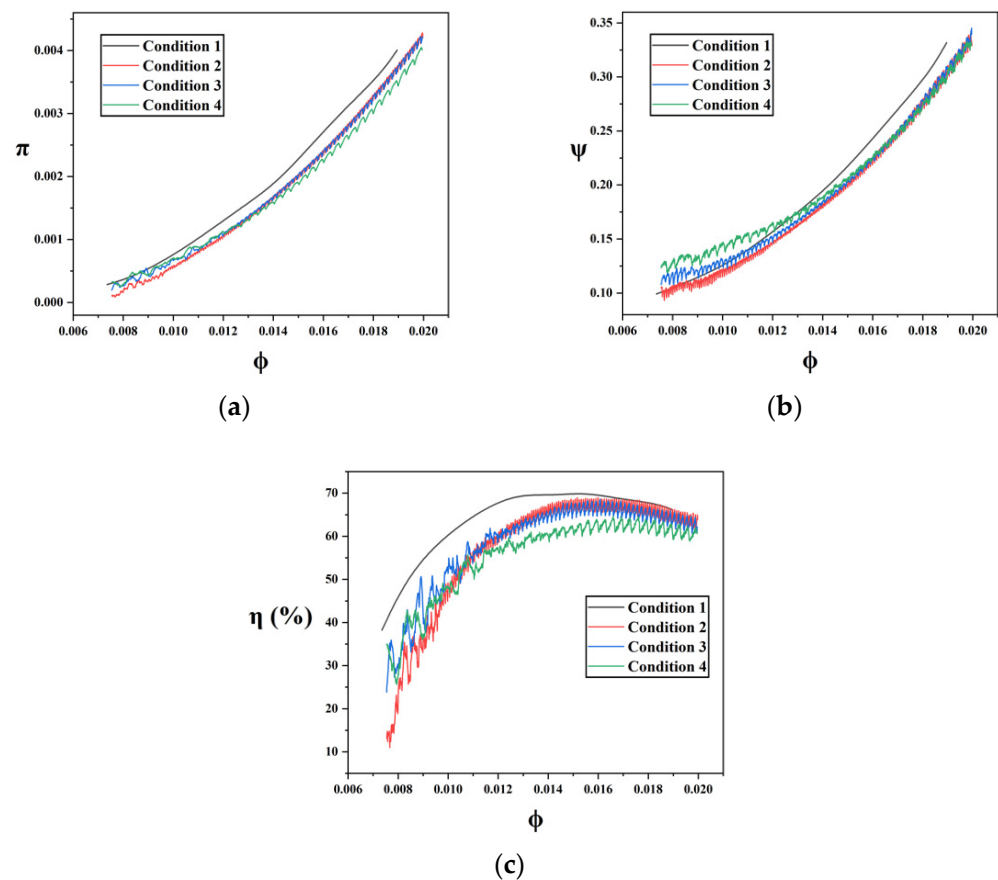 0.004
0.003
0.002
0.001
0.000
π
Condition 1
Condition 2
Condition 3
Condition 4
0.006 0.008 0.010 0.012 0.014 0.016 0.018 0.020
ϕ
(a)
0.35
0.30
0.25
0.20
0.15
0.10
ψ
Condition 1
Condition 2
Condition 3
Condition 4
0.006 0.008 0.010 0.012 0.014 0.016 0.018 0.020
ϕ
(b)
70
60
50
40
30
20
10
η (%)
Condition 1
Condition 2
Condition 3
Condition 4
0.006 0.008 0.010 0.012 0.014 0.016 0.018 0.020
ϕ
(c)